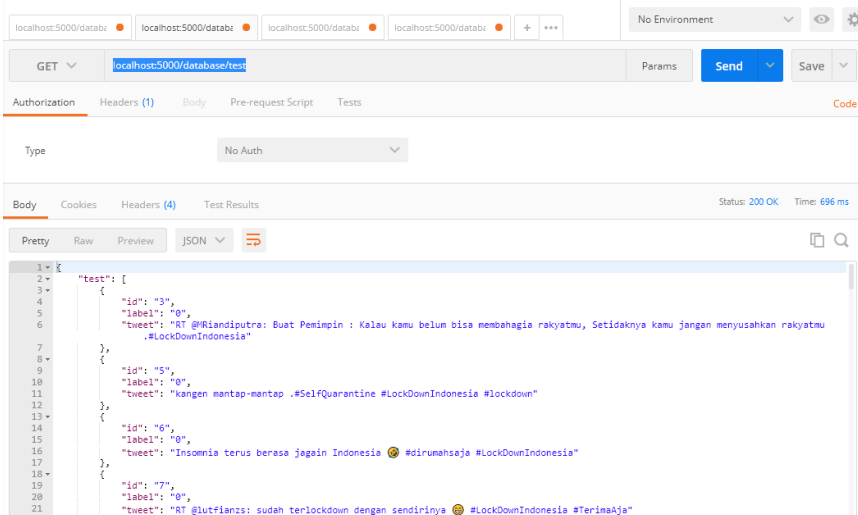 localhost:5000/databa localhost:5000/databa localhost:5000/databa localhost:5000/databa + ••• No Environment
GET localhost:5000/database/test Params Send Save
Authorization Headers (1) Body Pre-request Script Tests Code
Type No Auth
Body Cookies Headers (4) Test Results Status: 200 OK Time: 696 ms
Pretty Raw Preview JSON
1 {
2 "test": [
3 {
4 "id": "3",
5 "label": "0",
6 "tweet": "RT @MRiandiputra: Buat Pemimpin : Kalau kamu belum bisa membahagia rakyatmu, Setidaknya kamu jangan menyusahkan rakyatmu
.#LockDownIndonesia"
7 },
8 {
9 "id": "5",
10 "label": "0",
11 "tweet": "kangen mantap-mantap .#SelfQuarantine #LockDownIndonesia #lockdown"
12 },
13 {
14 "id": "6",
15 "label": "0",
16 "tweet": "Insomnia terus berasa jagain Indonesia 🤣 #dirumahsaja #LockDownIndonesia"
17 },
18 {
19 "id": "7",
20 "label": "0",
21 "tweet": "RT @lutfianzs: sudah terlockdown dengan sendirinya 😁 #LockDownIndonesia #TerimaAja"